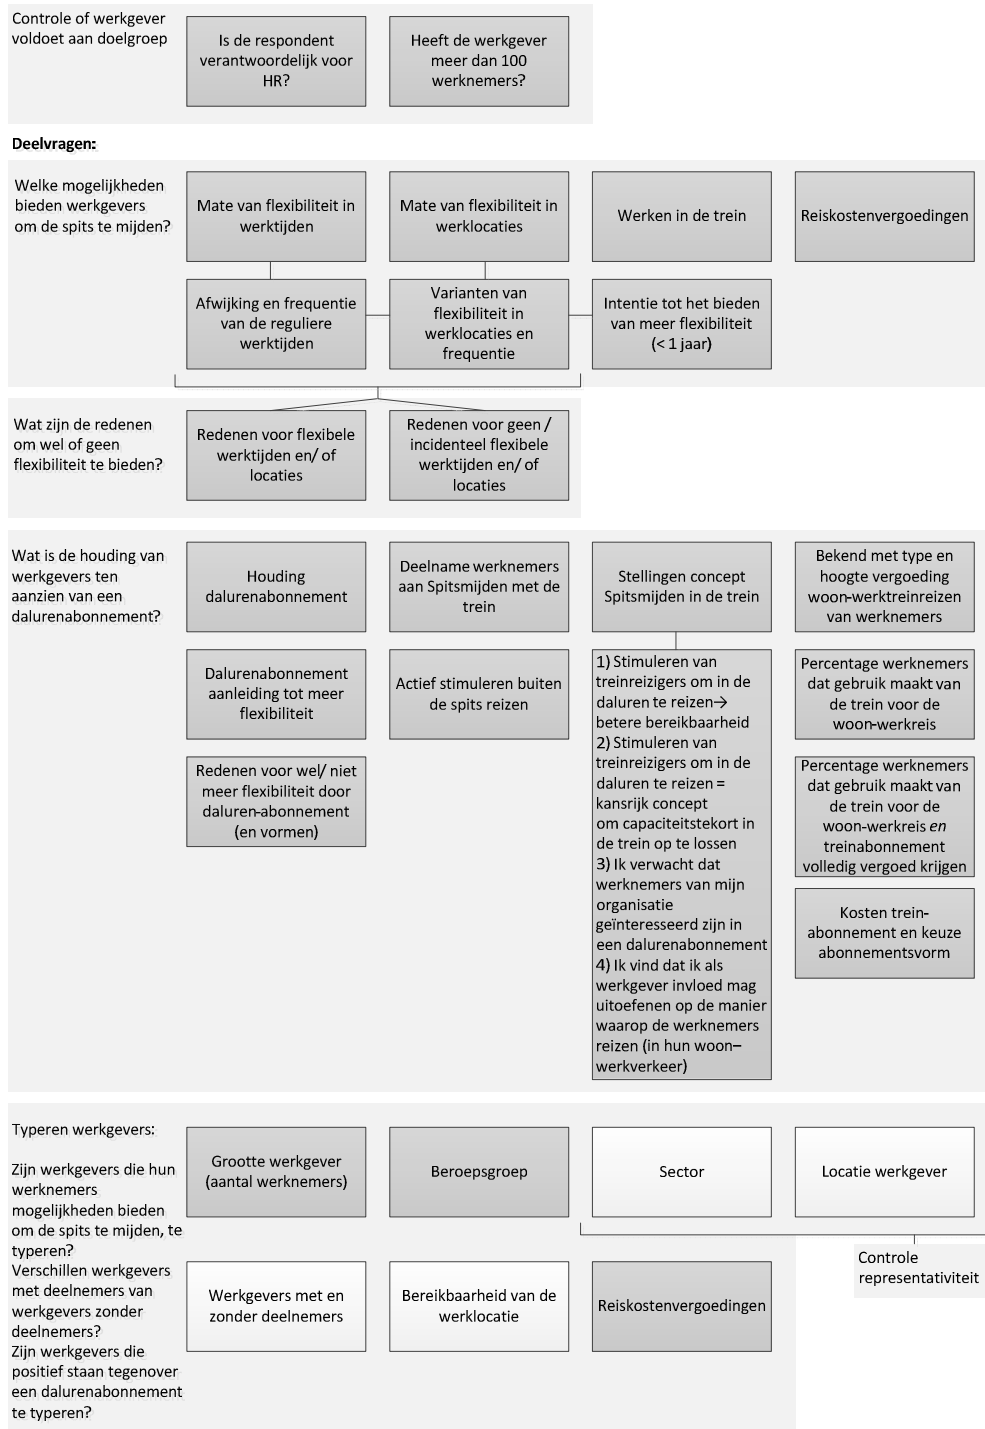 Controle of werkgever
voldoet aan doelgroep
Is de respondent
verantwoordelijk voor
HR?
Heeft de werkgever
meer dan 100
werknemers?
Deelvragen:
Welke mogelijkheden
bieden werkgevers
om de spits te mijden?
Mate van flexibiliteit in
werktijden
Mate van flexibiliteit in
werklocaties
Werken in de trein
Reiskostenvergoedingen
Afwijking en frequentie
van de reguliere
werktijden
Varianten van
flexibiliteit in
werklocaties en
frequentie
Intentie tot het bieden
van meer flexibiliteit
(< 1 jaar)
Wat zijn de redenen
om wel of geen
flexibiliteit te bieden?
Redenen voor flexibele
werktijden en/ of
locaties
Redenen voor geen /
incidenteel flexibele
werktijden en/ of
locaties
Wat is de houding van
werkgevers ten
aanzien van een
dalurenabonnement?
Houding
dalurenabonnement
Deelname werknemers
aan Spitsmijden met de
trein
Stellingen concept
Spitsmijden in de trein
Bekend met type en
hoogte vergoeding
woon-werktreinreizen
van werknemers
Dalurenabonnement
aanleiding tot meer
flexibiliteit
Actief stimuleren buiten
de spits reizen
1) Stimuleren van
treinreizigers om in de
daluren te reizen→
betere bereikbaarheid
2) Stimuleren van
treinreizigers om in de
daluren te reizen =
kansrijk concept
om capaciteitstekort in
de trein op te lossen
3) Ik verwacht dat
werknemers van mijn
organisatie
geïnteresseerd zijn in
een dalurenabonnement
4) Ik vind dat ik als
werkgever invloed mag
uitoefenen op de manier
waarop de werknemers
reizen (in hun woon–
werkverkeer)
Percentage werknemers
dat gebruik maakt van
de trein voor de
woon-werkreis
Redenen voor wel/ niet
meer flexibiliteit door
daluren-abonnement
(en vormen)
Percentage werknemers
dat gebruik maakt van
de trein voor de
woon-werkreis en
treinabonnement
volledig vergoed krijgen
Kosten trein-
abonnement en keuze
abonnementsvorm
Typeren werkgevers:
Zijn werkgevers die hun
werknemers
mogelijkheden bieden
om de spits te mijden, te
typeren?
Verschillen werkgevers
met deelnemers van
werkgevers zonder
deelnemers?
Zijn werkgevers die
positief staan tegenover
een dalurenabonnement
te typeren?
Grootte werkgever
(aantal werknemers)
Beroepsgroep
Sector
Locatie werkgever
Controle
representativiteit
Werkgevers met en
zonder deelnemers
Bereikbaarheid van de
werklocatie
Reiskostenvergoedingen